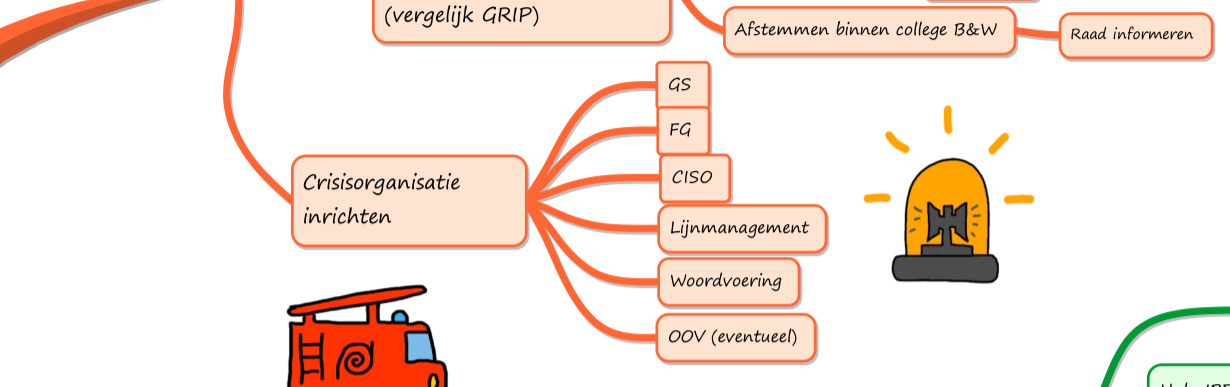 (vergelijk GRIP)
Afstemmen binnen college B&W
Raad informeren
GS
FG
CISO
Crisisorganisatie
inrichten
Lijnmanagement
Woordvoering
OOV (eventueel)